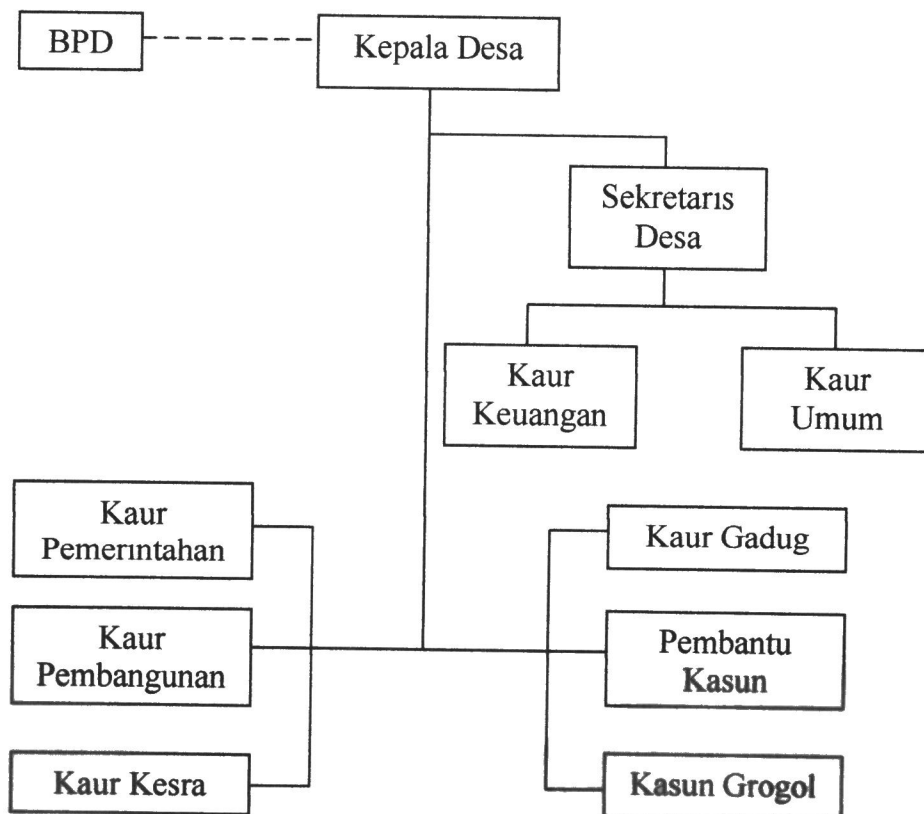 BPD
Kepala Desa
Sekretaris
Desa
Kaur
Keuangan
Kaur
Umum
Kaur
Pemerintahan
Kaur Gadug
Kaur
Pembangunan
Pembantu
Kasun
Kaur Kesra
Kasun Grogol